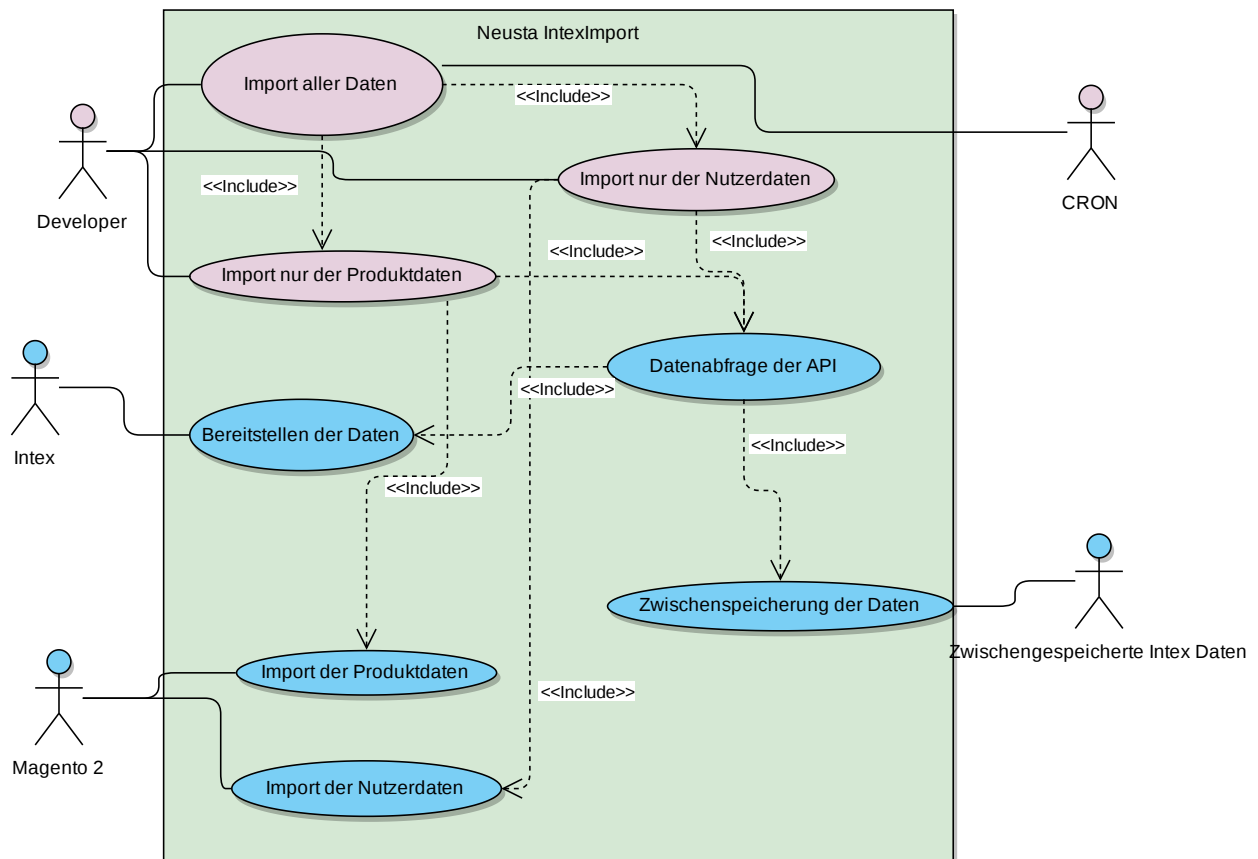 Neusta IntexImport
Import aller Daten
<<Include>>
Developer
<<Include>>
Import nur der Nutzerdaten
CRON
<<Include>>
<<Include>>
Import nur der Produktdaten
Intex
Datenabfrage der API
<<Include>>
Bereitstellen der Daten
<<Include>>
<<Include>>
Zwischenspeicherung der Daten
Zwischengespeicherte Intex Daten
Import der Produktdaten
<<Include>>
Magento 2
Import der Nutzerdaten